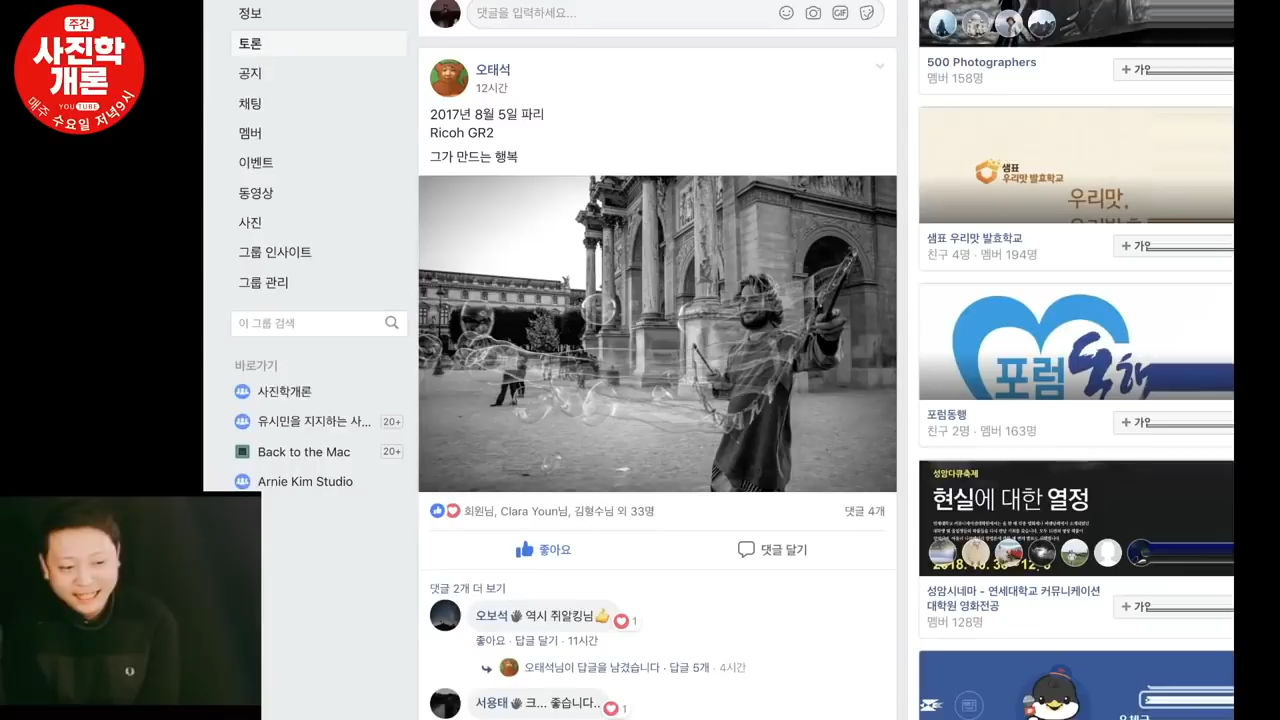 주간
사진학
개론
YOUTUBE
매주 수요일 저녁9시
정보
토론
공지
채팅
멤버
이벤트
동영상
사진
그룹 인사이트
그룹 관리
이 그룹 검색
바로가기
사진학개론
유시민을 지지하는 사... 20+
Back to the Mac 20+
Arnie Kim Studio
댓글을 입력하세요...
GIF
오태석
12시간
2017년 8월 5일 파리
Ricoh GR2
그가 만드는 행복
회원님, Clara Youn님, 김형수님 외 33명
댓글 4개
좋아요
댓글 달기
댓글 2개 더 보기
오보석 역시 쥐알킹님 1
좋아요 · 답글 달기 · 11시간
오태석님이 답글을 남겼습니다 · 답글 5개 · 4시간
서용태 크... 좋습니다.. 1
500 Photographers
멤버 158명
+ 가입
샘표
우리맛 발효학교
우리맛,
샘표 우리맛 발효학교
친구 4명 · 멤버 194명
+ 가입
포럼동행
포럼동행
친구 2명 · 멤버 163명
+ 가입
성암다큐축제
현실에 대한 열정
성암시네마 - 연세대학교 커뮤니케이션
대학원 영화전공
멤버 128명
+ 가입